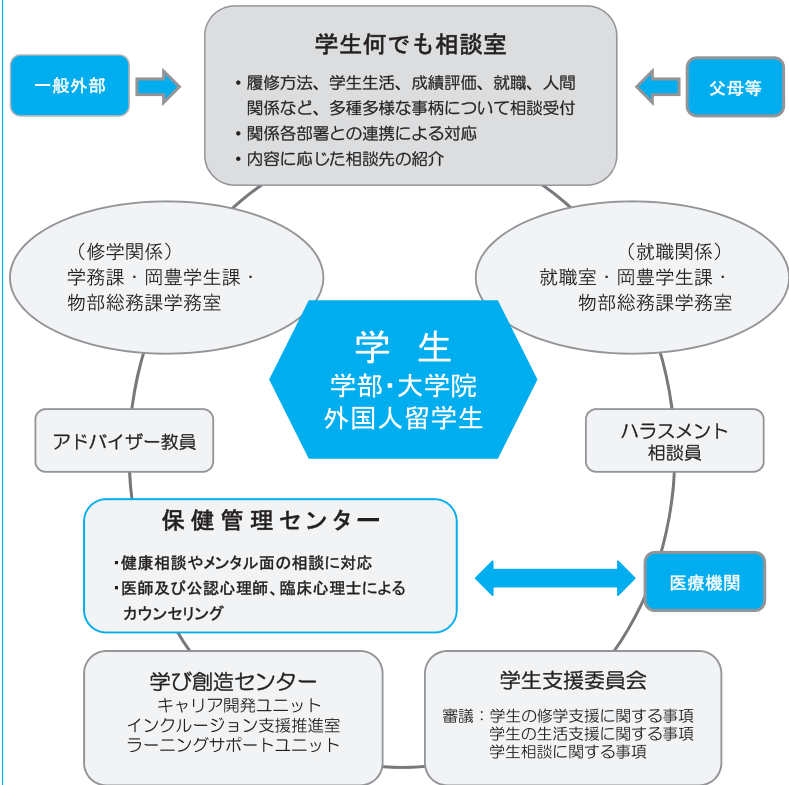 学生何でも相談室
・履修方法、学生生活、成績評価、就職、人間
関係など、多種多様な事柄について相談受付
・関係各部署との連携による対応
・内容に応じた相談先の紹介
一般外部
父母等
（修学関係）
学務課・岡豊学生課・
物部総務課学務室
（就職関係）
就職室・岡豊学生課・
物部総務課学務室
学 生
学部・大学院
外国人留学生
アドバイザー教員
ハラスメント
相談員
保健管理センター
・健康相談やメンタル面の相談に対応
・医師及び公認心理師、臨床心理士による
カウンセリング
医療機関
学び創造センター
キャリア開発ユニット
インクルージョン支援推進室
ラーニングサポートユニット
学生支援委員会
審議：学生の修学支援に関する事項
学生の生活支援に関する事項
学生相談に関する事項